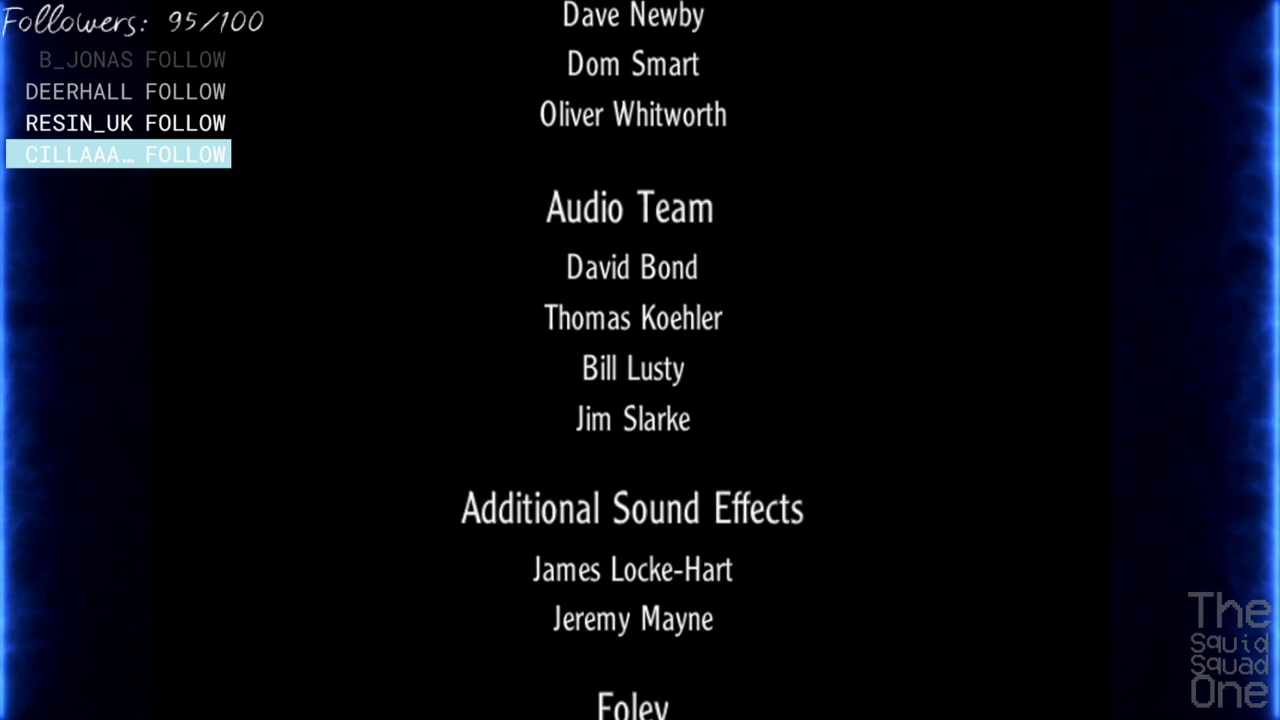 Followers: 95/100
B_JONAS FOLLOW
DEERHALL FOLLOW
RESIN_UK FOLLOW
CILLAAA… FOLLOW
Dave Newby
Dom Smart
Oliver Whitworth
Audio Team
David Bond
Thomas Koehler
Bill Lusty
Jim Slarke
Additional Sound Effects
James Locke-Hart
Jeremy Mayne
Foley
The
Squid
Squad
One